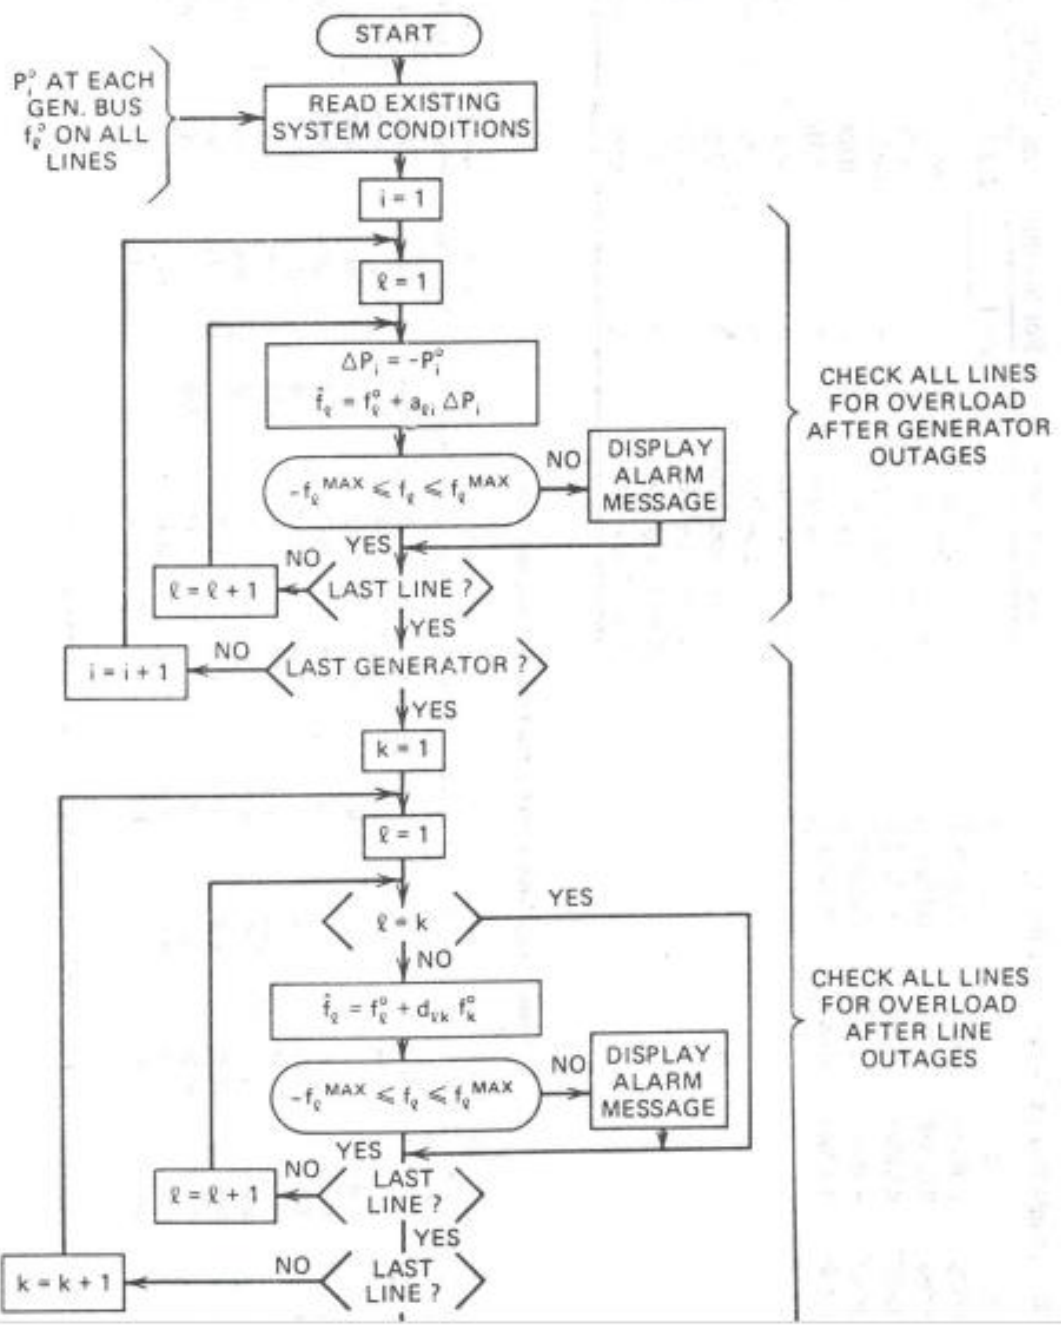 START
P_i° AT EACH
GEN. BUS
f_ℓ° ON ALL
LINES
READ EXISTING
SYSTEM CONDITIONS
i = 1
ℓ = 1
ΔP_i = -P_i°
f̂_ℓ = f_ℓ° + a_ℓi ΔP_i
-f_ℓ^MAX ≤ f_ℓ ≤ f_ℓ^MAX
NO
DISPLAY
ALARM
MESSAGE
YES
LAST LINE ?
NO
ℓ = ℓ + 1
YES
LAST GENERATOR ?
NO
i = i + 1
CHECK ALL LINES
FOR OVERLOAD
AFTER GENERATOR
OUTAGES
YES
k = 1
ℓ = 1
ℓ = k
YES
NO
f̂_ℓ = f_ℓ° + d_ℓk f_k°
-f_ℓ^MAX ≤ f_ℓ ≤ f_ℓ^MAX
NO
DISPLAY
ALARM
MESSAGE
YES
LAST
LINE ?
NO
ℓ = ℓ + 1
YES
LAST
LINE ?
NO
k = k + 1
CHECK ALL LINES
FOR OVERLOAD
AFTER LINE
OUTAGES